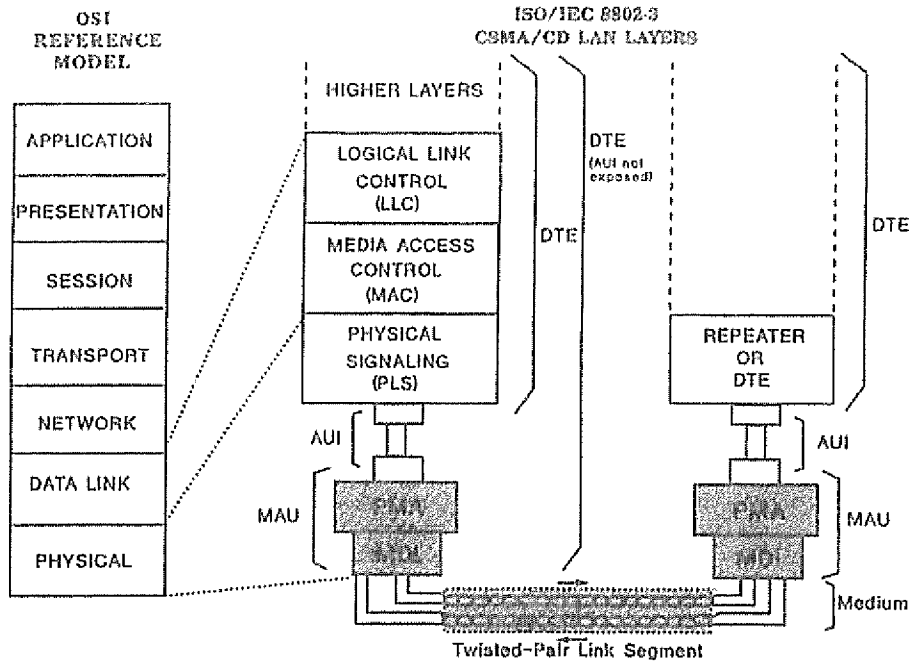 OSI
REFERENCE
MODEL
ISO/IEC 8802-3
CSMA/CD LAN LAYERS
APPLICATION
PRESENTATION
SESSION
TRANSPORT
NETWORK
DATA LINK
PHYSICAL
HIGHER LAYERS
LOGICAL LINK
CONTROL
(LLC)
MEDIA ACCESS
CONTROL
(MAC)
PHYSICAL
SIGNALING
(PLS)
AUI
MAU
PMA
MDI
DTE
DTE
(AUI not
exposed)
REPEATER
OR
DTE
DTE
AUI
PMA
MDI
MAU
Medium
Twisted-Pair Link Segment